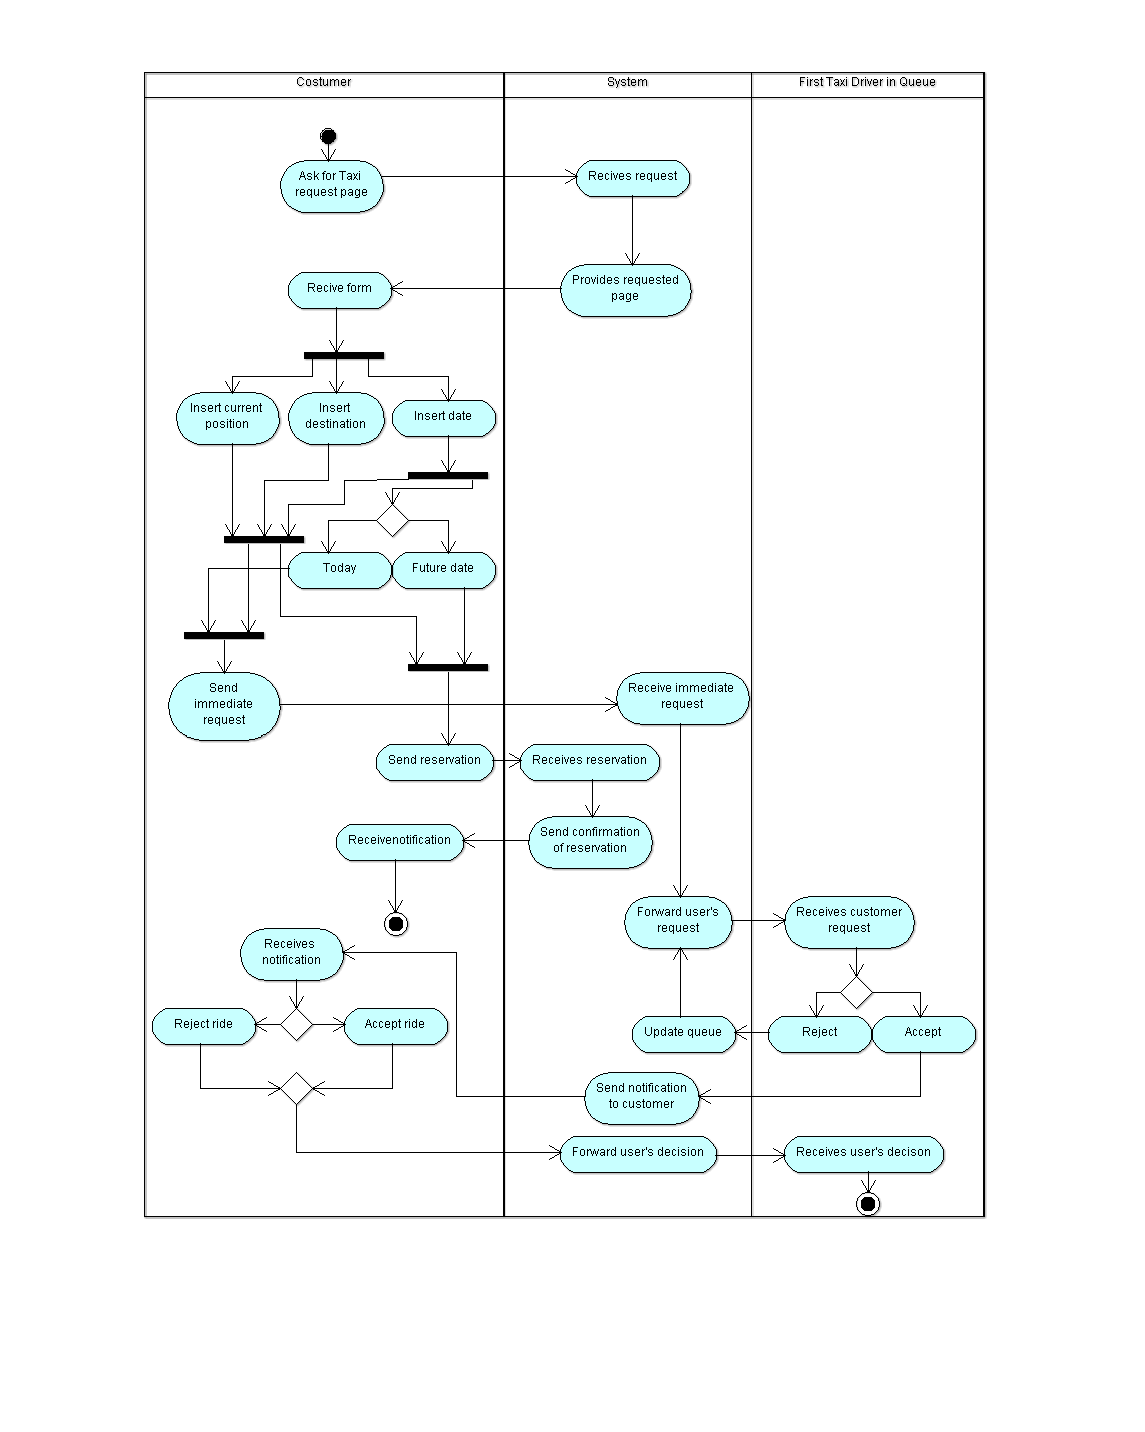 Costumer
System
First Taxi Driver in Queue
Ask for Taxi
request page
Recives request
Recive form
Provides requested
page
Insert current
position
Insert
destination
Insert date
Today
Future date
Send
immediate
request
Receive immediate
request
Send reservation
Receives reservation
Receivenotification
Send confirmation
of reservation
Forward user's
request
Receives customer
request
Receives
notification
Reject ride
Accept ride
Update queue
Reject
Accept
Send notification
to customer
Forward user's decision
Receives user's decison